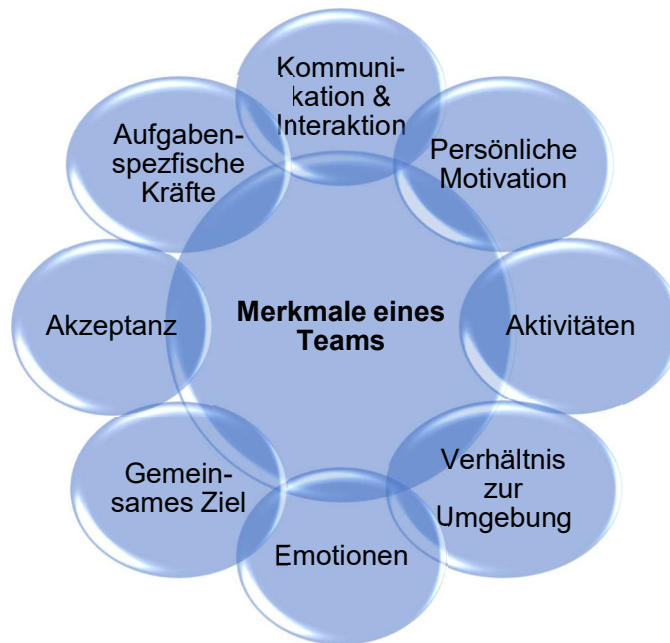 Kommuni-
kation &
Interaktion
Persönliche
Motivation
Aktivitäten
Verhältnis
zur
Umgebung
Emotionen
Gemein-
sames Ziel
Akzeptanz
Aufgaben-
spezfische
Kräfte
Merkmale eines
Teams